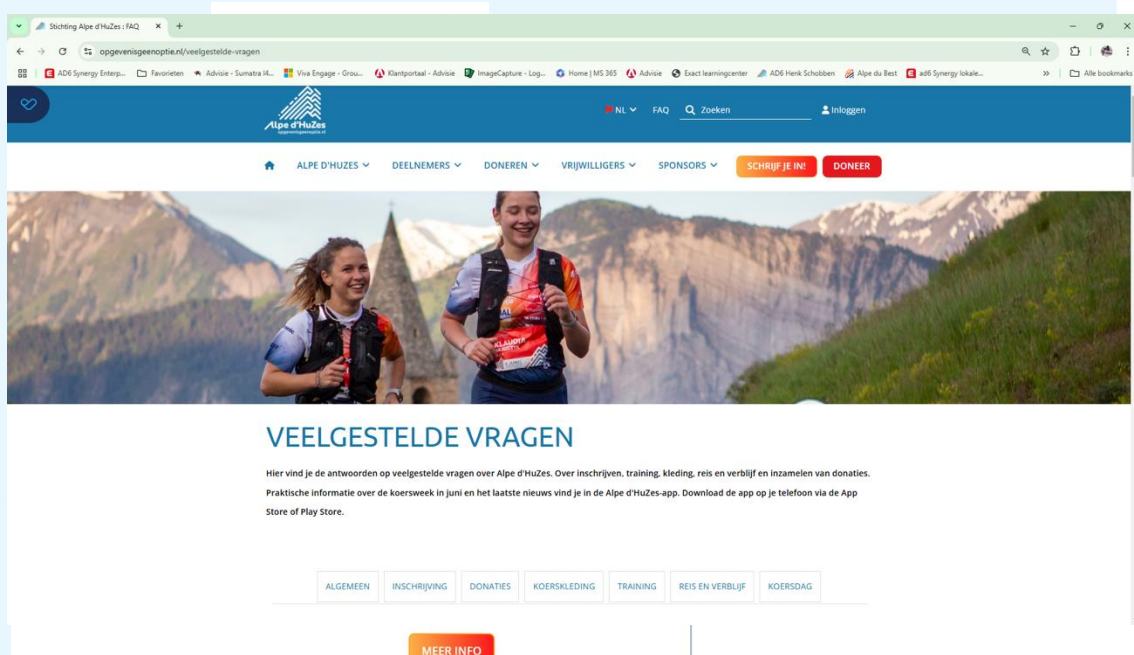 Stichting Alpe d'HuZes : FAQ
opgevenisgeenoptie.nl/veelgestelde-vragen
AD6 Synergy Enterp... Favorieten Advisie - Sumatra I4... Viva Engage - Grou... Klantportaal - Advisie ImageCapture - Log... Home | MS 365 Advisie Exact learningcenter AD6 Henk Schobben Alpe du Best ad6 Synergy lokale... » Alle bookmarks
Alpe d'HuZes
opgevenisgeenoptie.nl
NL FAQ Zoeken Inloggen
ALPE D'HUZES DEELNEMERS DONEREN VRIJWILLIGERS SPONSORS SCHRIJF JE IN! DONEER
KLAUDIA
VEELGESTELDE VRAGEN
Hier vind je de antwoorden op veelgestelde vragen over Alpe d'HuZes. Over inschrijven, training, kleding, reis en verblijf en inzamelen van donaties.
Praktische informatie over de koersweek in juni en het laatste nieuws vind je in de Alpe d'HuZes-app. Download de app op je telefoon via de App
Store of Play Store.
ALGEMEEN INSCHRIJVING DONATIES KOERSKLEDING TRAINING REIS EN VERBLIJF KOERSDAG
MEER INFO